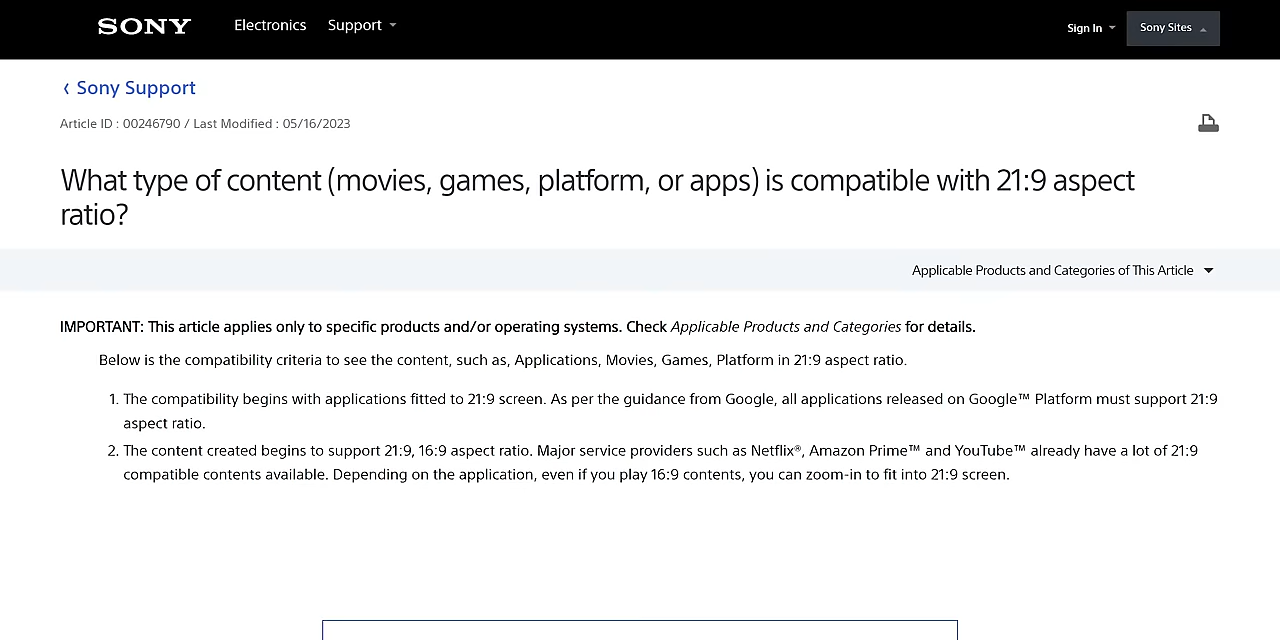 SONY
Electronics
Support
Sign In
Sony Sites
‹ Sony Support
Article ID : 00246790 / Last Modified : 05/16/2023
What type of content (movies, games, platform, or apps) is compatible with 21:9 aspect
ratio?
Applicable Products and Categories of This Article
IMPORTANT: This article applies only to specific products and/or operating systems. Check Applicable Products and Categories for details.
Below is the compatibility criteria to see the content, such as, Applications, Movies, Games, Platform in 21:9 aspect ratio.
1. The compatibility begins with applications fitted to 21:9 screen. As per the guidance from Google, all applications released on Google™ Platform must support 21:9
aspect ratio.
2. The content created begins to support 21:9, 16:9 aspect ratio. Major service providers such as Netflix®, Amazon Prime™ and YouTube™ already have a lot of 21:9
compatible contents available. Depending on the application, even if you play 16:9 contents, you can zoom-in to fit into 21:9 screen.